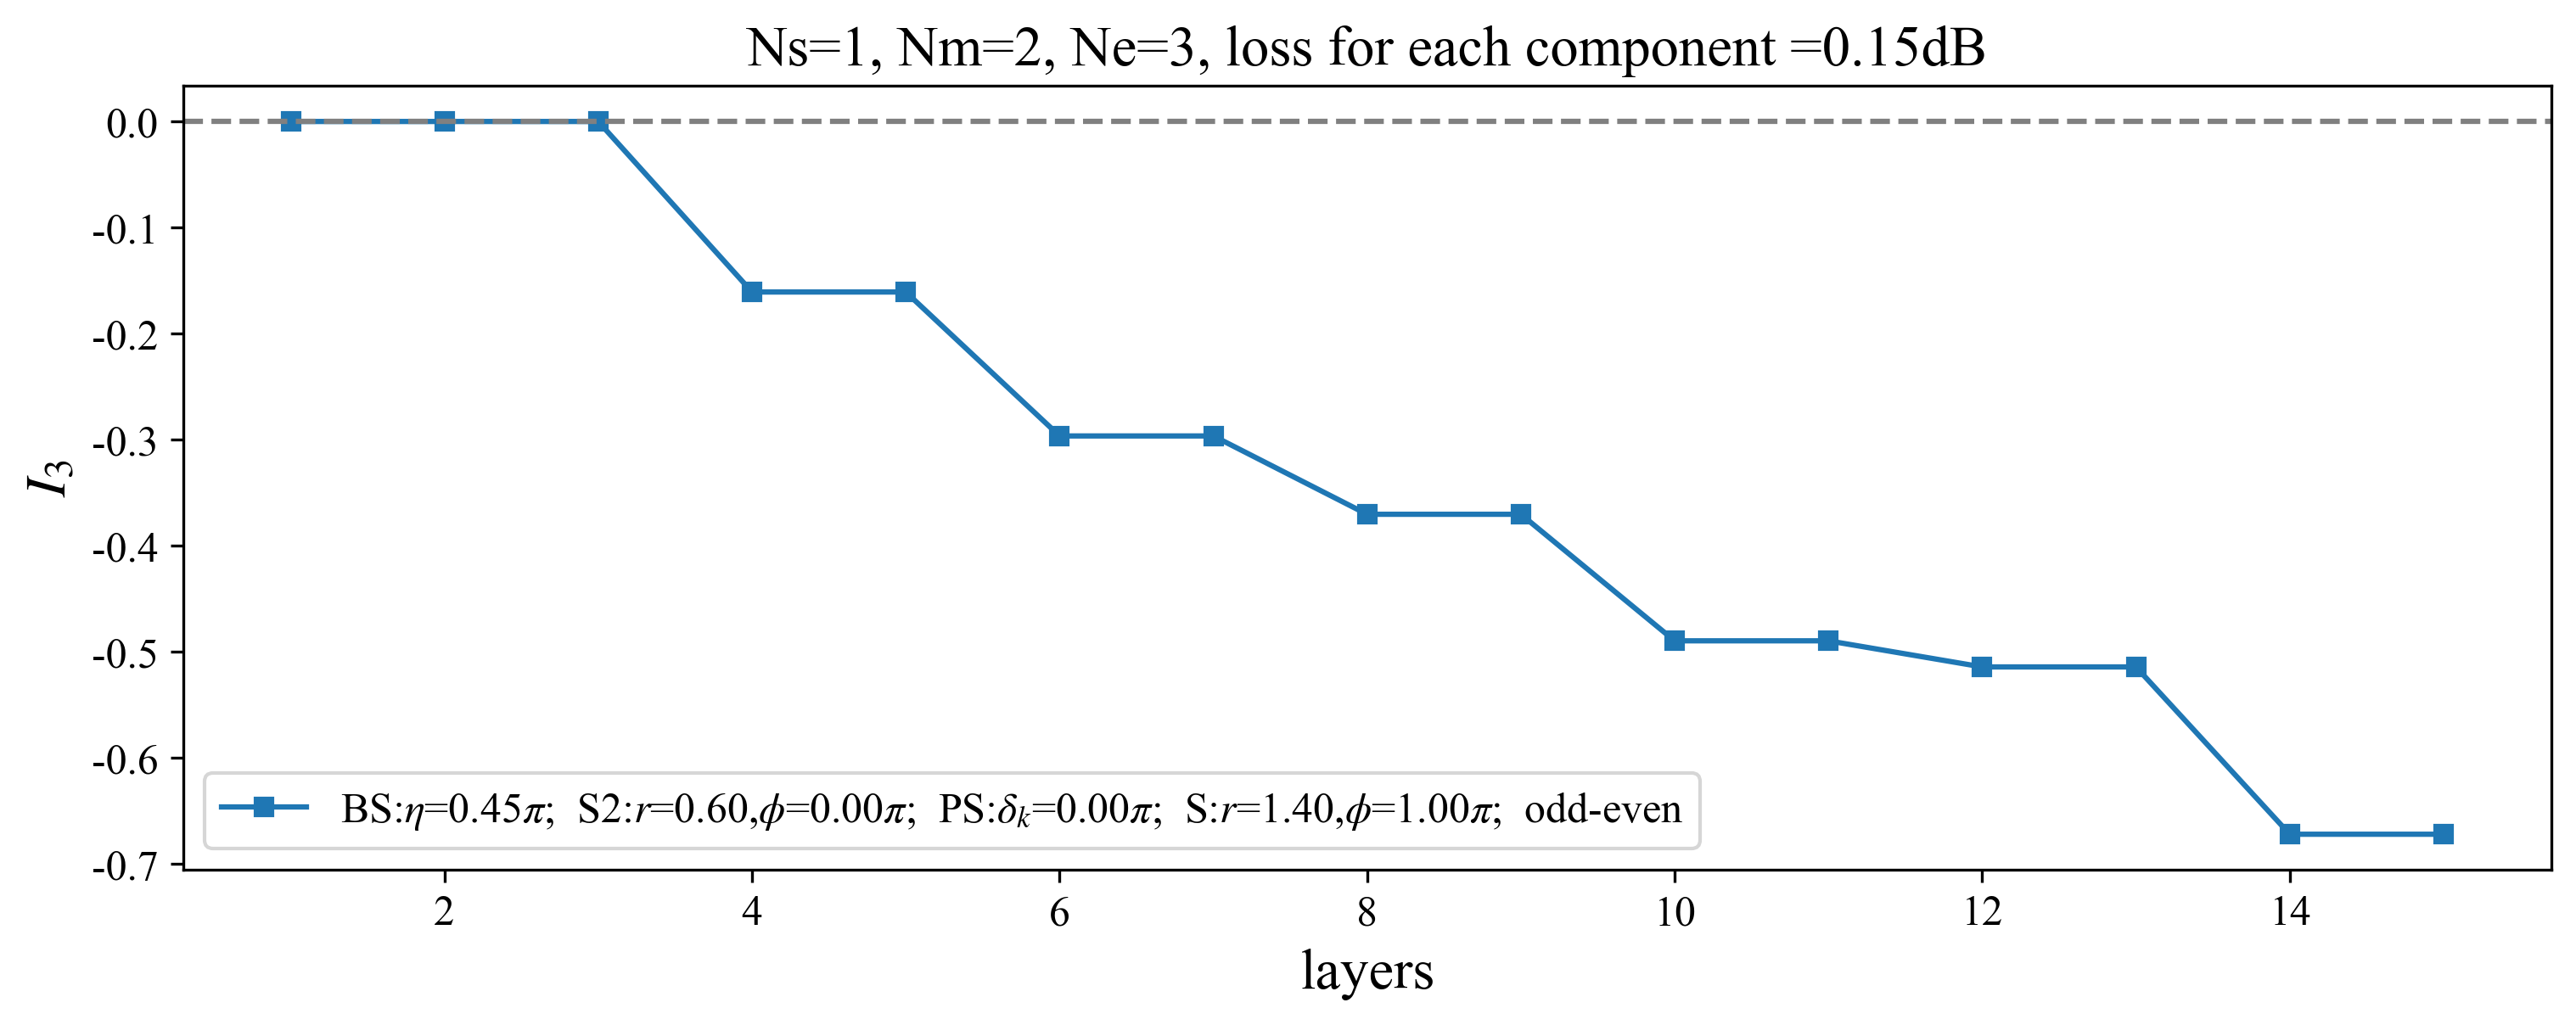 Ns=1, Nm=2, Ne=3, loss for each component =0.15dB
0.0
-0.1
-0.2
-0.3
-0.4
-0.5
-0.6
-0.7
I₃
BS:η=0.45π; S2:r=0.60,ϕ=0.00π; PS:δₖ=0.00π; S:r=1.40,ϕ=1.00π; odd-even
2 4 6 8 10 12 14
layers